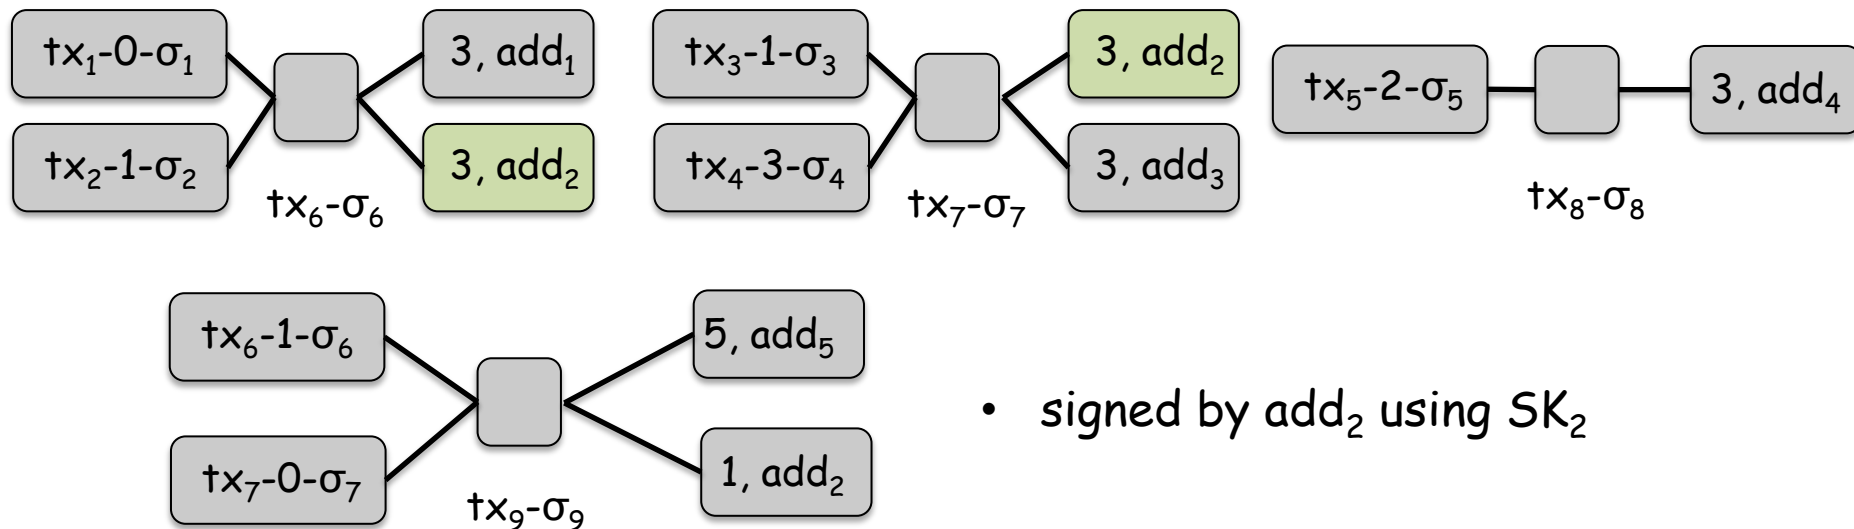 tx₁-0-σ₁
tx₂-1-σ₂
tx₆-σ₆
3, add₁
3, add₂
tx₃-1-σ₃
tx₄-3-σ₄
tx₇-σ₇
3, add₂
3, add₃
tx₅-2-σ₅
tx₈-σ₈
3, add₄
tx₆-1-σ₆
tx₇-0-σ₇
tx₉-σ₉
5, add₅
1, add₂
• signed by add₂ using SK₂